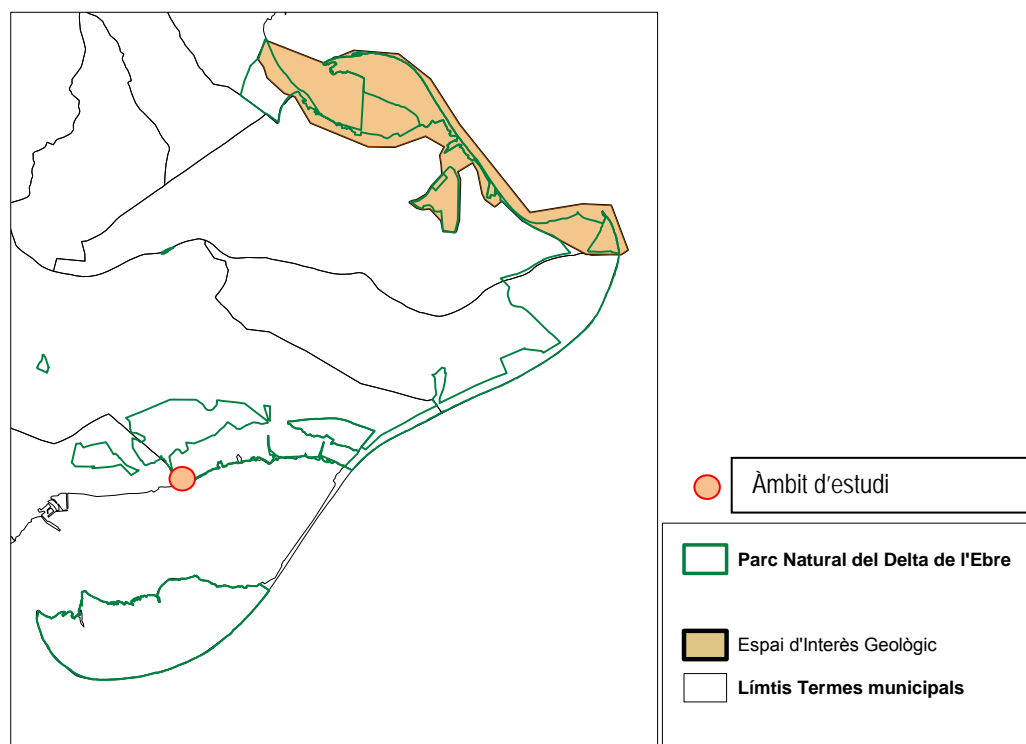 Àmbit d'estudi
Parc Natural del Delta de l'Ebre
Espai d'Interès Geològic
Límtis Termes municipals